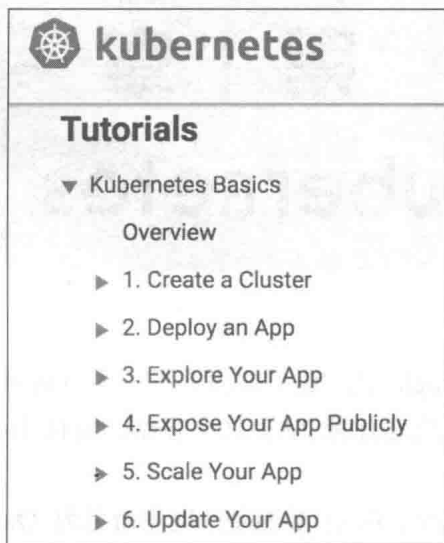 kubernetes
Tutorials
Kubernetes Basics
Overview
1. Create a Cluster
2. Deploy an App
3. Explore Your App
4. Expose Your App Publicly
5. Scale Your App
6. Update Your App